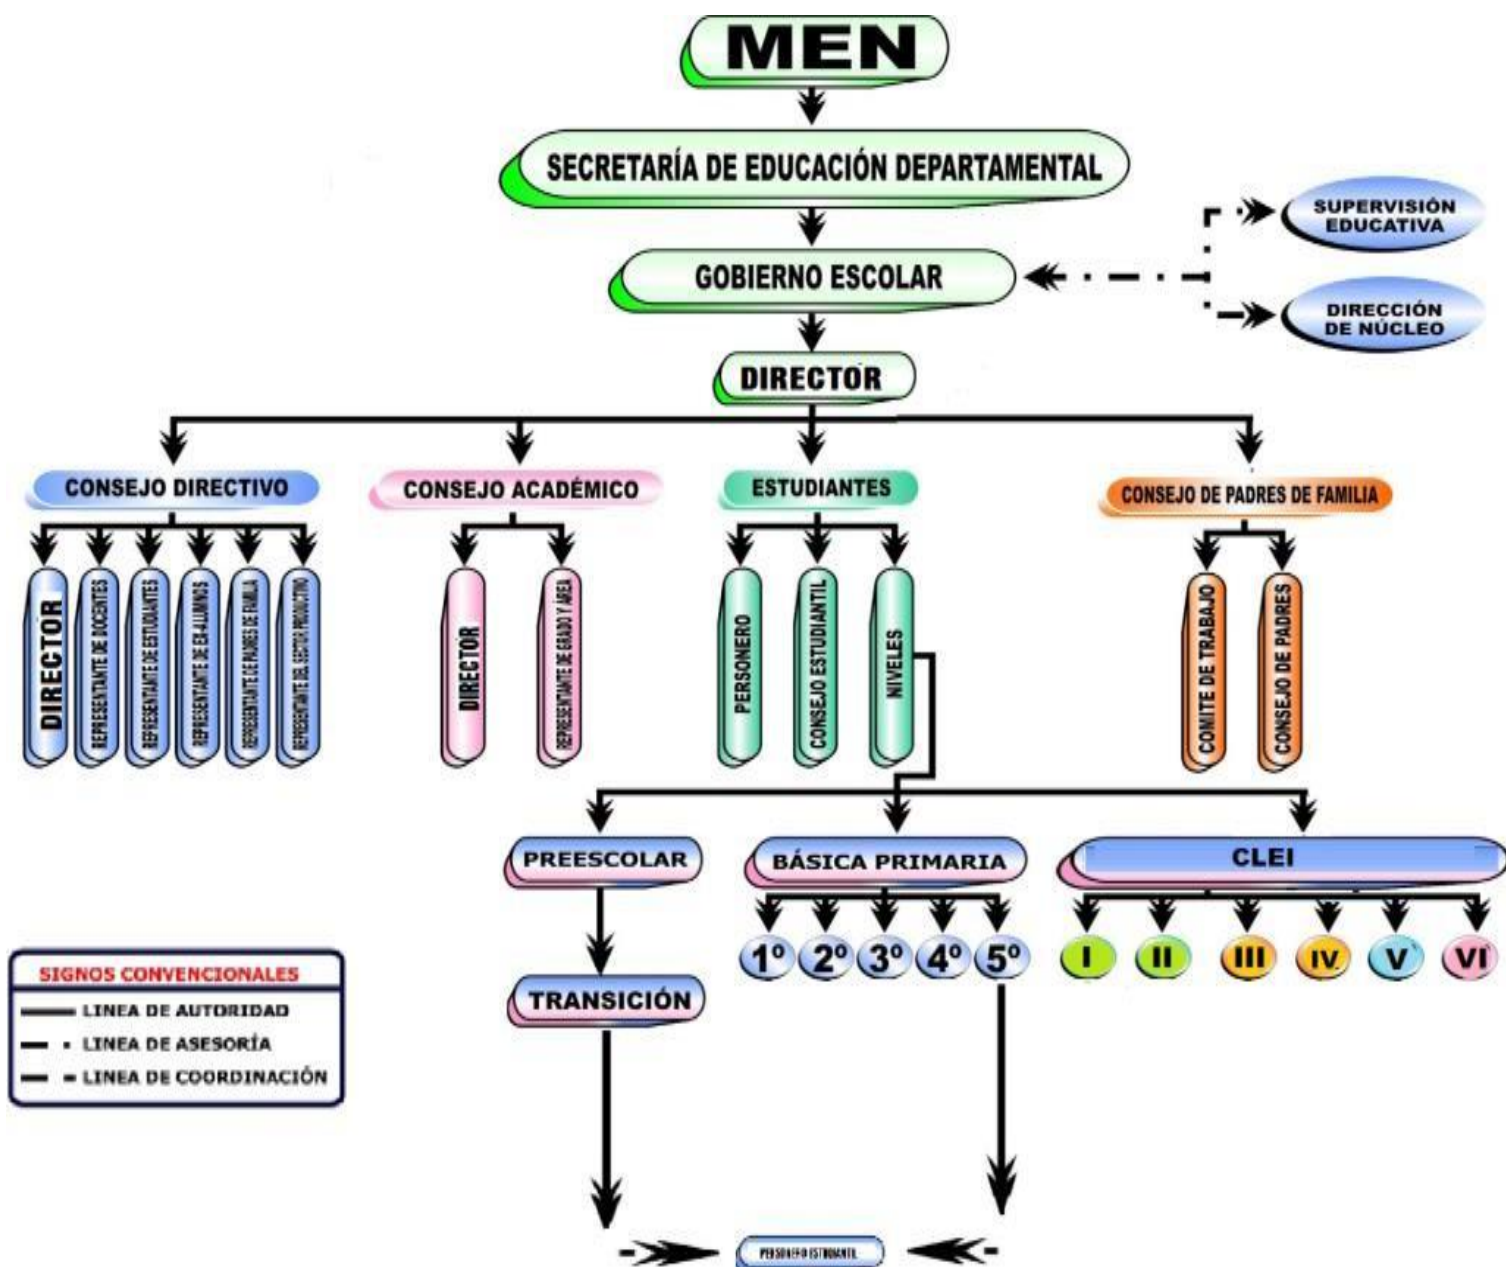 MEN
SECRETARÍA DE EDUCACIÓN DEPARTAMENTAL
SUPERVISIÓN
EDUCATIVA
GOBIERNO ESCOLAR
DIRECCIÓN
DE NÚCLEO
DIRECTOR
CONSEJO DIRECTIVO
CONSEJO ACADÉMICO
ESTUDIANTES
CONSEJO DE PADRES DE FAMILIA
DIRECTOR
REPRESENTANTE DE DOCENTES
REPRESENTANTE DE ESTUDIANTES
REPRESENTANTE DE EX-ALUMNOS
REPRESENTANTE DE PADRES DE FAMILIA
REPRESENTANTE DEL SECTOR PRODUCTIVO
DIRECTOR
REPRESENTANTE DE GRADO Y ÁREA
PERSONERO
CONSEJO ESTUDIANTIL
NIVELES
COMITE DE TRABAJO
CONSEJO DE PADRES
PREESCOLAR
BÁSICA PRIMARIA
CLEI
1º
2º
3º
4º
5º
I
II
III
IV
V
VI
TRANSICIÓN
SIGNOS CONVENCIONALES
LINEA DE AUTORIDAD
LINEA DE ASESORÍA
LINEA DE COORDINACIÓN
PERSONERO ESTUDIANTIL